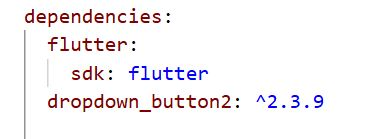 dependencies:
  flutter:
    sdk: flutter
  dropdown_button2: ^2.3.9